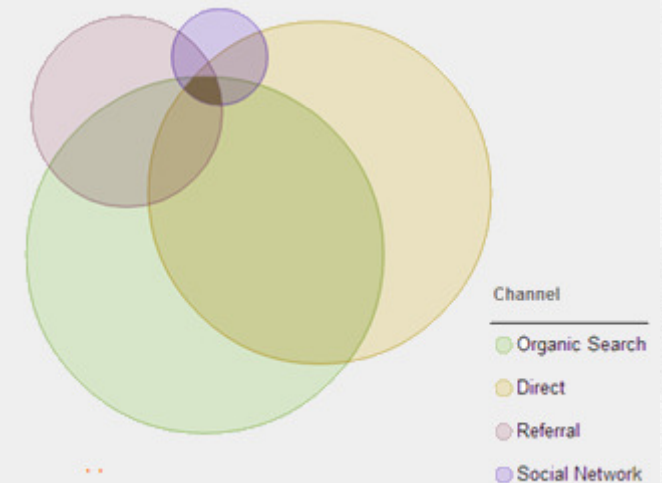 Channel
Organic Search
Direct
Referral
Social Network